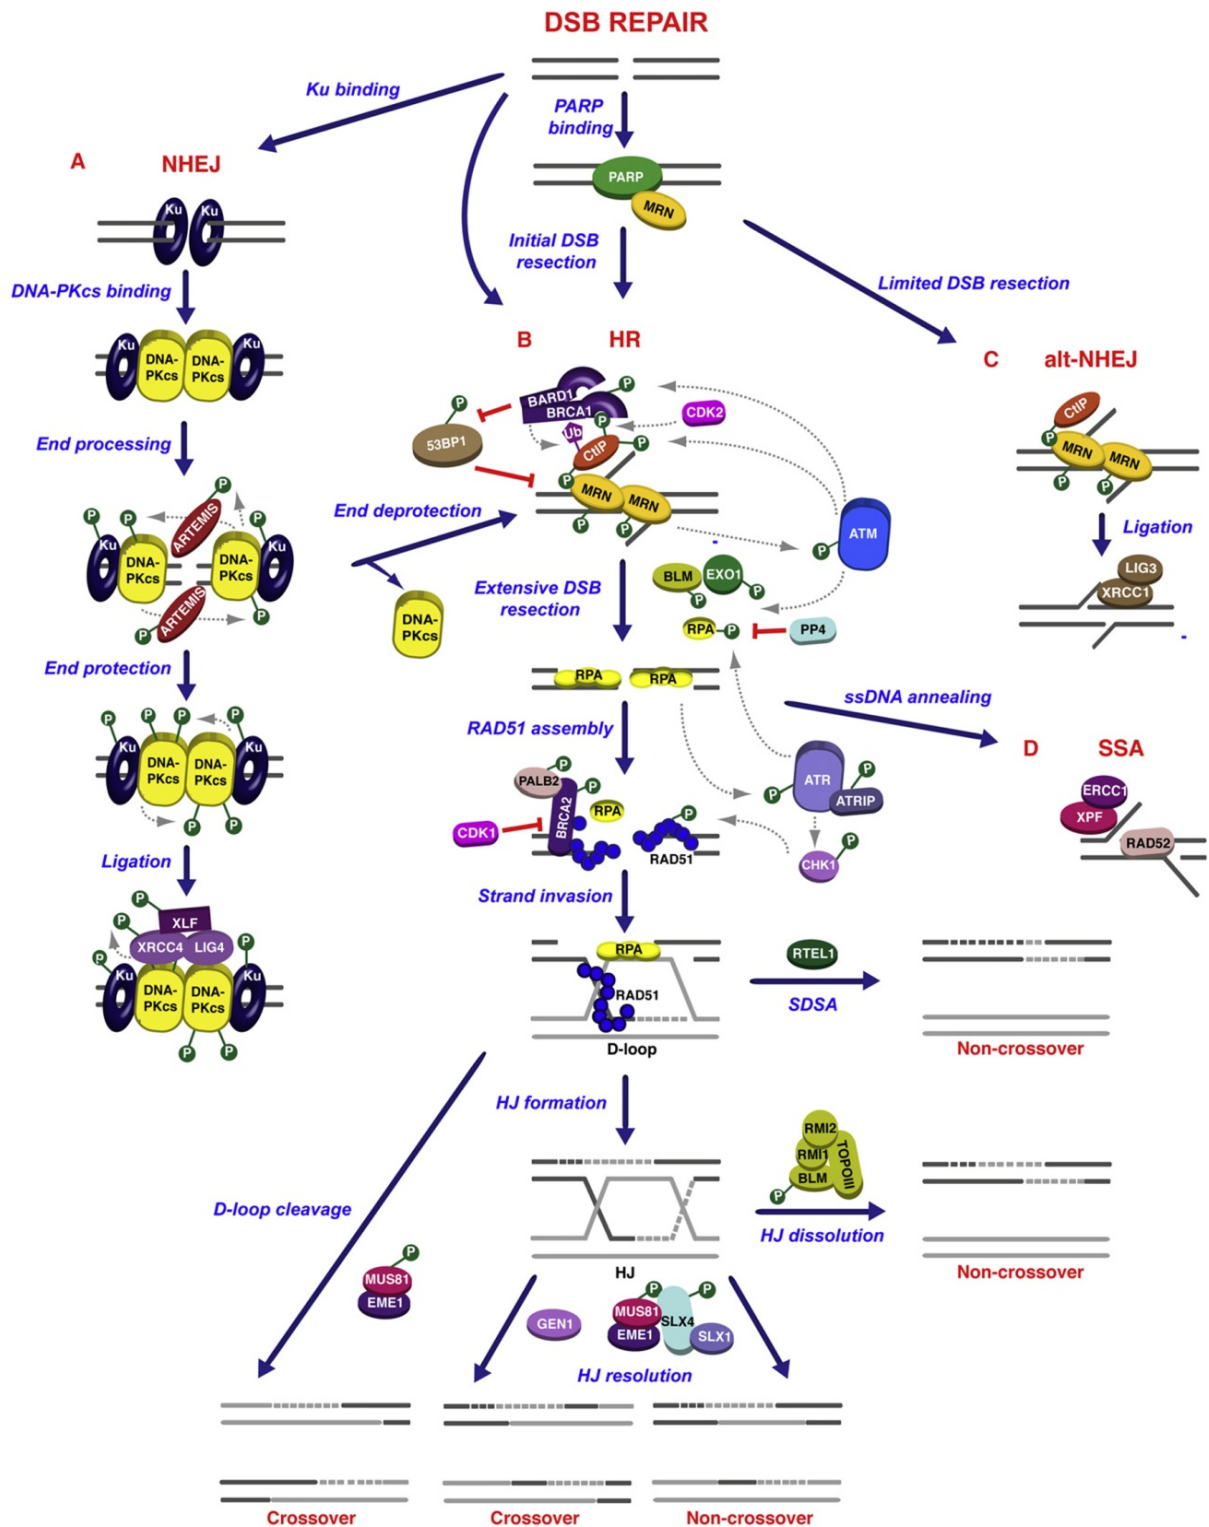 DSB REPAIR
Ku binding
PARP
binding
A
NHEJ
PARP
MRN
Ku
Ku
Initial DSB
resection
Limited DSB resection
DNA-PKcs binding
B
HR
C
alt-NHEJ
Ku
DNA-
PKcs
DNA-
PKcs
Ku
BARD1
BRCA1
P
P
CDK2
P
53BP1
Ub
CtIP
P
P
MRN
MRN
P
P
CtIP
P
MRN
MRN
P
P
End processing
End deprotection
ATM
P
Ligation
P
ARTEMIS
P
P
P
Ku
DNA-
PKcs
DNA-
PKcs
Ku
ARTEMIS
P
P
DNA-
PKcs
Extensive DSB
resection
BLM
P
EXO1
P
RPA
P
PP4
LIG3
XRCC1
End protection
RPA
RPA
ssDNA annealing
RAD51 assembly
D
SSA
P
P
P
P
Ku
DNA-
PKcs
DNA-
PKcs
Ku
P
P
PALB2
P
P
BRCA2
RPA
CDK1
P
RAD51
ATR
ATRIP
P
P
CHK1
P
ERCC1
XPF
RAD52
Ligation
Strand invasion
P
P
P
P
XLF
XRCC4
LIG4
Ku
DNA-
PKcs
DNA-
PKcs
Ku
P
P
RPA
RAD51
D-loop
RTEL1
SDSA
Non-crossover
HJ formation
RMI2
RMI1
BLM
TOPOIII
P
HJ dissolution
Non-crossover
D-loop cleavage
P
MUS81
EME1
HJ
GEN1
P
P
MUS81
EME1
SLX4
SLX1
HJ resolution
Crossover
Crossover
Non-crossover